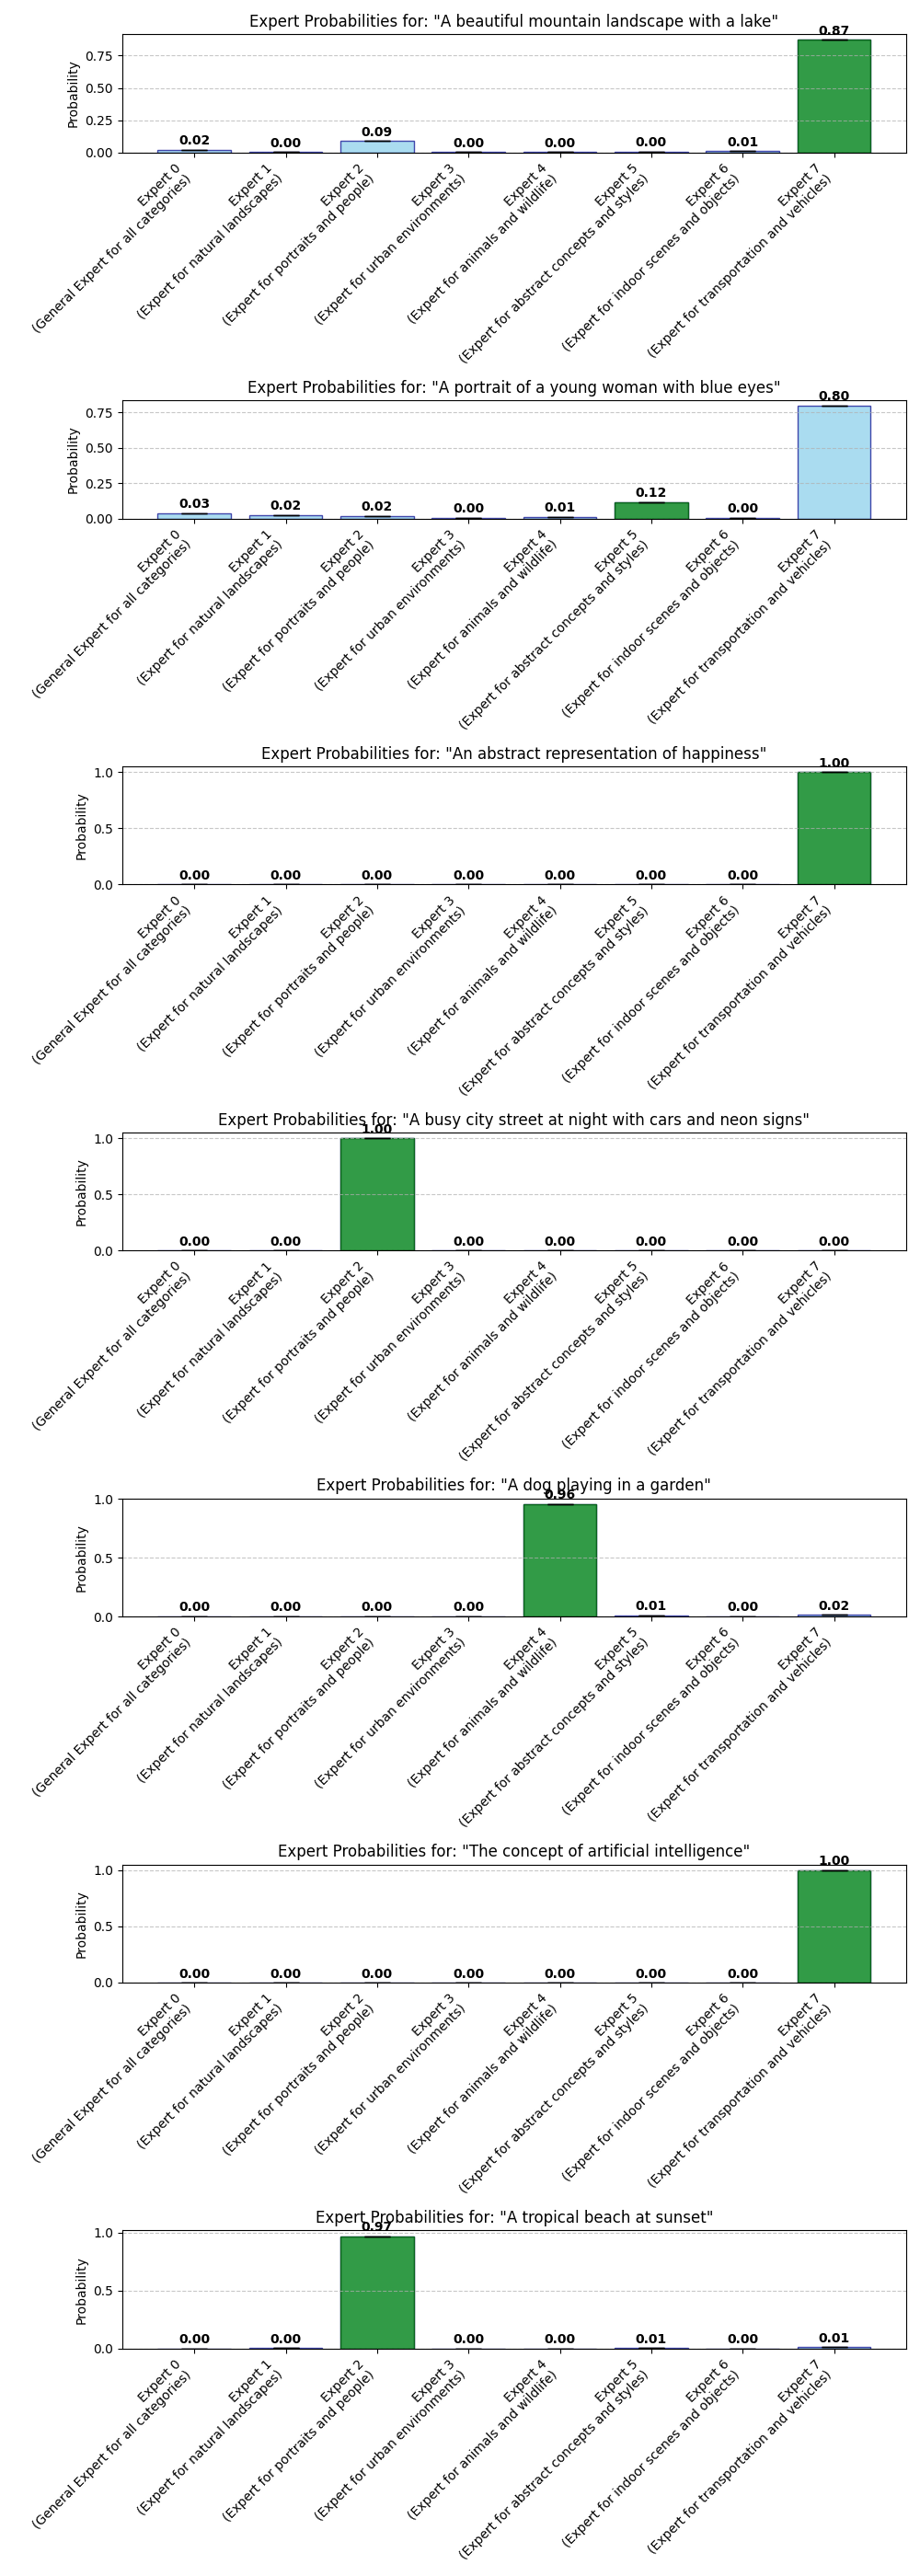 Expert Probabilities for: "A beautiful mountain landscape with a lake"
Probability
0.75
0.50
0.25
0.00
0.02
0.00
0.09
0.00
0.00
0.00
0.01
0.87
Expert 0
(General Expert for all categories)
Expert 1
(Expert for natural landscapes)
Expert 2
(Expert for portraits and people)
Expert 3
(Expert for urban environments)
Expert 4
(Expert for animals and wildlife)
Expert 5
(Expert for abstract concepts and styles)
Expert 6
(Expert for indoor scenes and objects)
Expert 7
(Expert for transportation and vehicles)
Expert Probabilities for: "A portrait of a young woman with blue eyes"
Probability
0.75
0.50
0.25
0.00
0.03
0.02
0.02
0.00
0.01
0.12
0.00
0.80
Expert 0
(General Expert for all categories)
Expert 1
(Expert for natural landscapes)
Expert 2
(Expert for portraits and people)
Expert 3
(Expert for urban environments)
Expert 4
(Expert for animals and wildlife)
Expert 5
(Expert for abstract concepts and styles)
Expert 6
(Expert for indoor scenes and objects)
Expert 7
(Expert for transportation and vehicles)
Expert Probabilities for: "An abstract representation of happiness"
Probability
1.0
0.5
0.0
0.00
0.00
0.00
0.00
0.00
0.00
0.00
1.00
Expert 0
(General Expert for all categories)
Expert 1
(Expert for natural landscapes)
Expert 2
(Expert for portraits and people)
Expert 3
(Expert for urban environments)
Expert 4
(Expert for animals and wildlife)
Expert 5
(Expert for abstract concepts and styles)
Expert 6
(Expert for indoor scenes and objects)
Expert 7
(Expert for transportation and vehicles)
Expert Probabilities for: "A busy city street at night with cars and neon signs"
Probability
1.0
0.5
0.0
0.00
0.00
1.00
0.00
0.00
0.00
0.00
0.00
Expert 0
(General Expert for all categories)
Expert 1
(Expert for natural landscapes)
Expert 2
(Expert for portraits and people)
Expert 3
(Expert for urban environments)
Expert 4
(Expert for animals and wildlife)
Expert 5
(Expert for abstract concepts and styles)
Expert 6
(Expert for indoor scenes and objects)
Expert 7
(Expert for transportation and vehicles)
Expert Probabilities for: "A dog playing in a garden"
Probability
1.0
0.5
0.0
0.00
0.00
0.00
0.00
0.96
0.01
0.00
0.02
Expert 0
(General Expert for all categories)
Expert 1
(Expert for natural landscapes)
Expert 2
(Expert for portraits and people)
Expert 3
(Expert for urban environments)
Expert 4
(Expert for animals and wildlife)
Expert 5
(Expert for abstract concepts and styles)
Expert 6
(Expert for indoor scenes and objects)
Expert 7
(Expert for transportation and vehicles)
Expert Probabilities for: "The concept of artificial intelligence"
Probability
1.0
0.5
0.0
0.00
0.00
0.00
0.00
0.00
0.00
0.00
1.00
Expert 0
(General Expert for all categories)
Expert 1
(Expert for natural landscapes)
Expert 2
(Expert for portraits and people)
Expert 3
(Expert for urban environments)
Expert 4
(Expert for animals and wildlife)
Expert 5
(Expert for abstract concepts and styles)
Expert 6
(Expert for indoor scenes and objects)
Expert 7
(Expert for transportation and vehicles)
Expert Probabilities for: "A tropical beach at sunset"
Probability
1.0
0.5
0.0
0.00
0.00
0.97
0.00
0.00
0.01
0.00
0.01
Expert 0
(General Expert for all categories)
Expert 1
(Expert for natural landscapes)
Expert 2
(Expert for portraits and people)
Expert 3
(Expert for urban environments)
Expert 4
(Expert for animals and wildlife)
Expert 5
(Expert for abstract concepts and styles)
Expert 6
(Expert for indoor scenes and objects)
Expert 7
(Expert for transportation and vehicles)